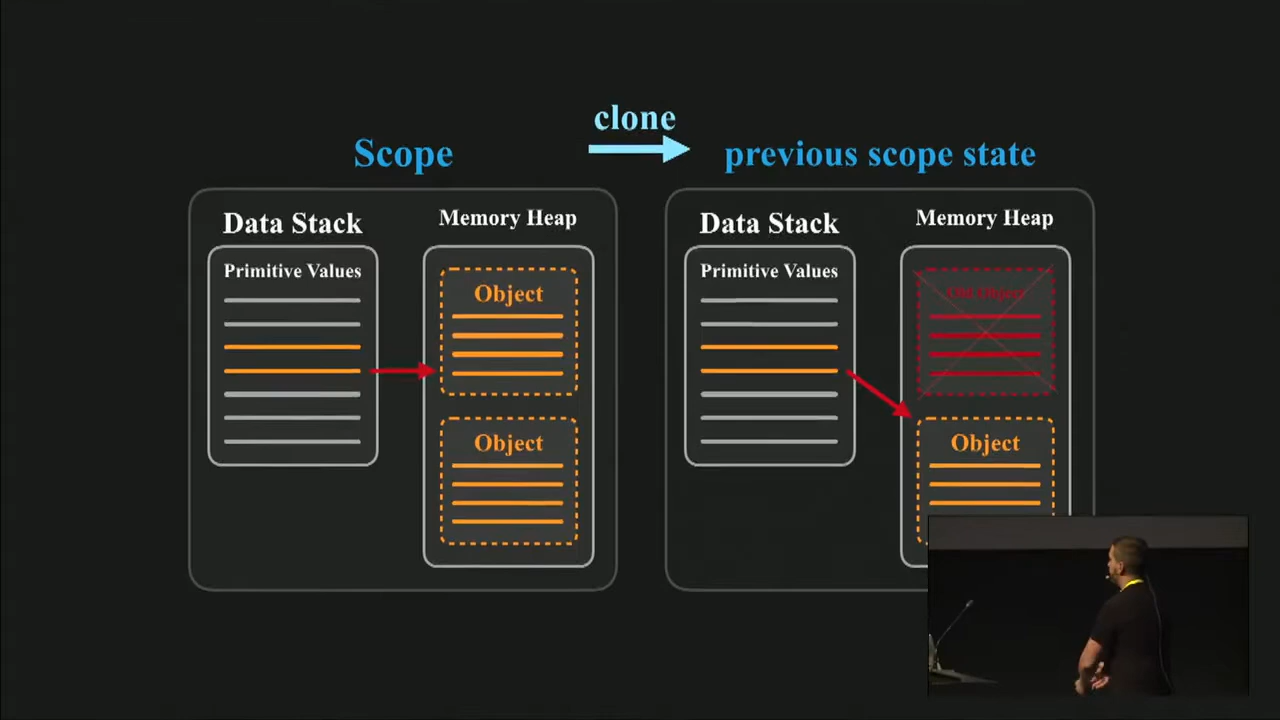 clone
Scope
previous scope state
Data Stack
Memory Heap
Primitive Values
Object
Object
Data Stack
Memory Heap
Primitive Values
Old Object
Object